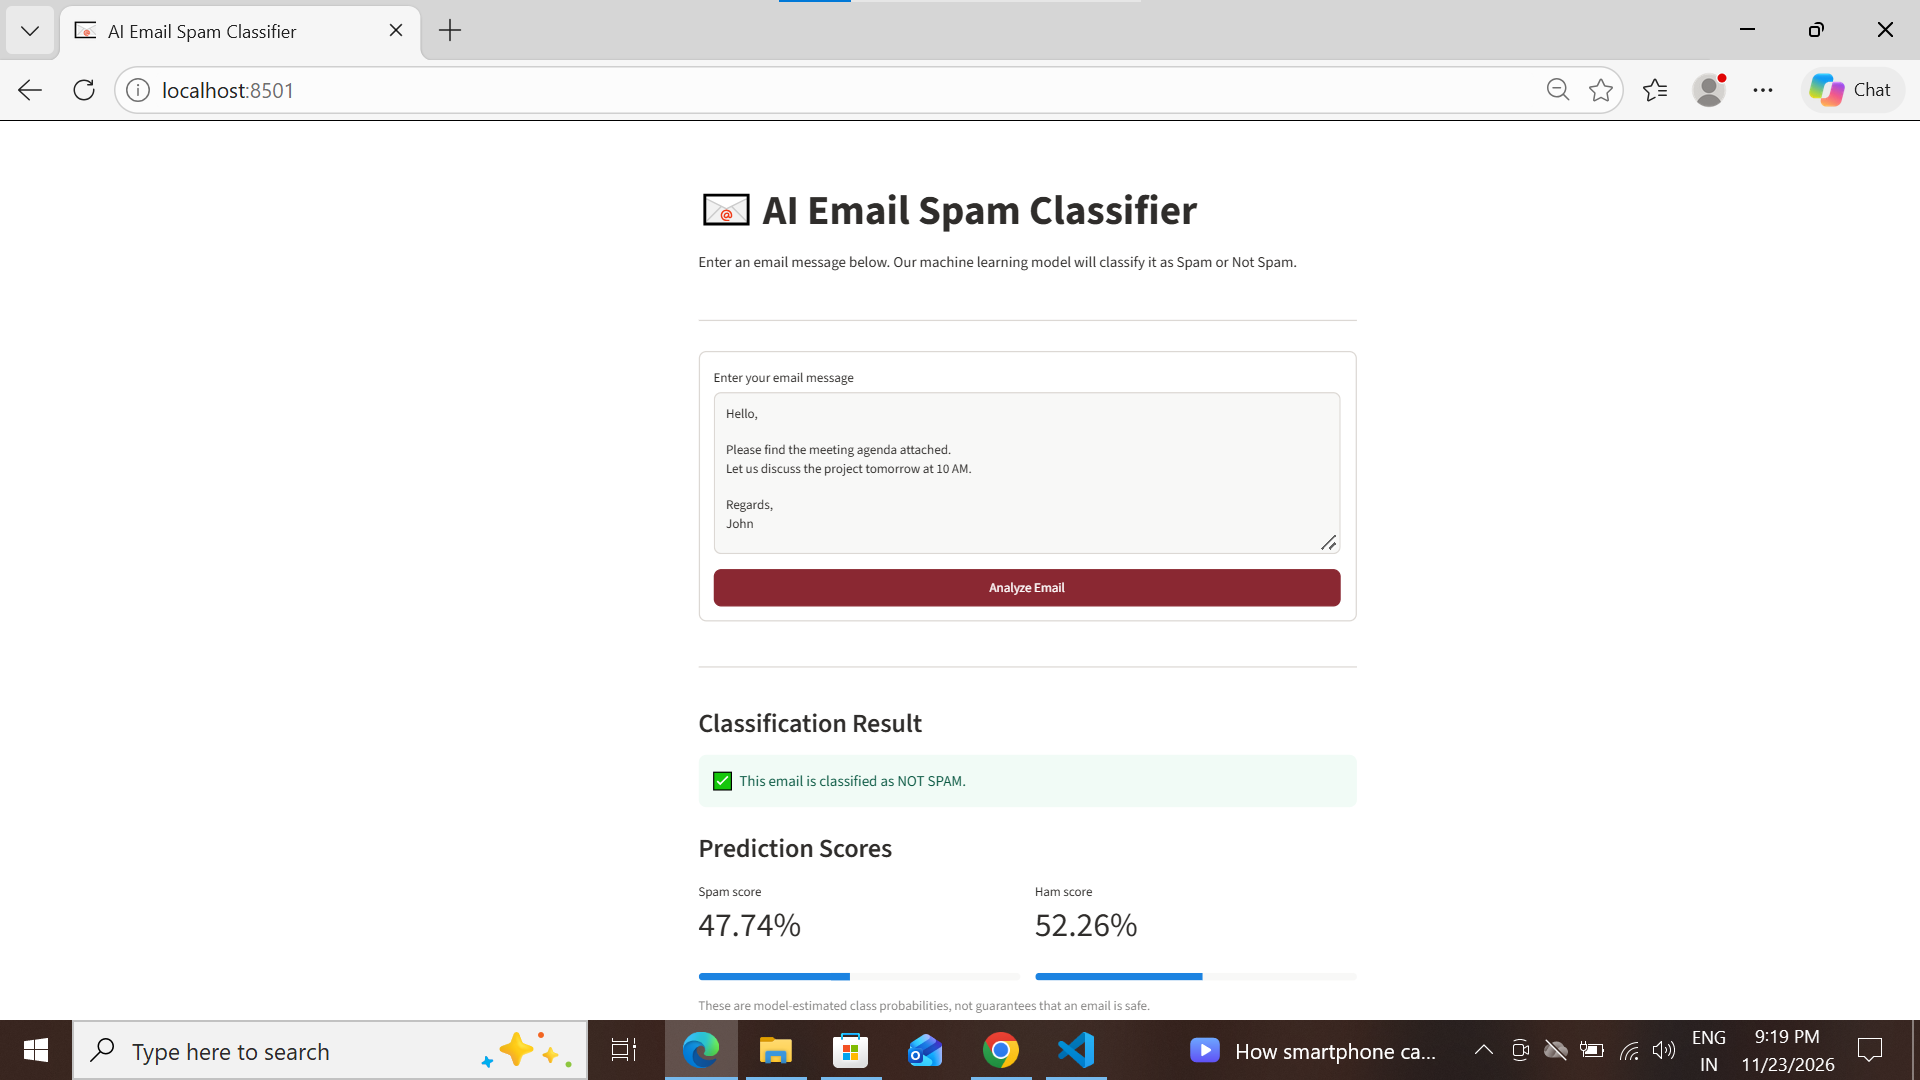 AI Email Spam Classifier
localhost:8501
Chat
AI Email Spam Classifier
Enter an email message below. Our machine learning model will classify it as Spam or Not Spam.
Enter your email message
Hello,
Please find the meeting agenda attached.
Let us discuss the project tomorrow at 10 AM.
Regards,
John
Analyze Email
Classification Result
This email is classified as NOT SPAM.
Prediction Scores
Spam score
Ham score
47.74%
52.26%
These are model-estimated class probabilities, not guarantees that an email is safe.
Type here to search
How smartphone ca...
ENG
IN
9:19 PM
11/23/2026